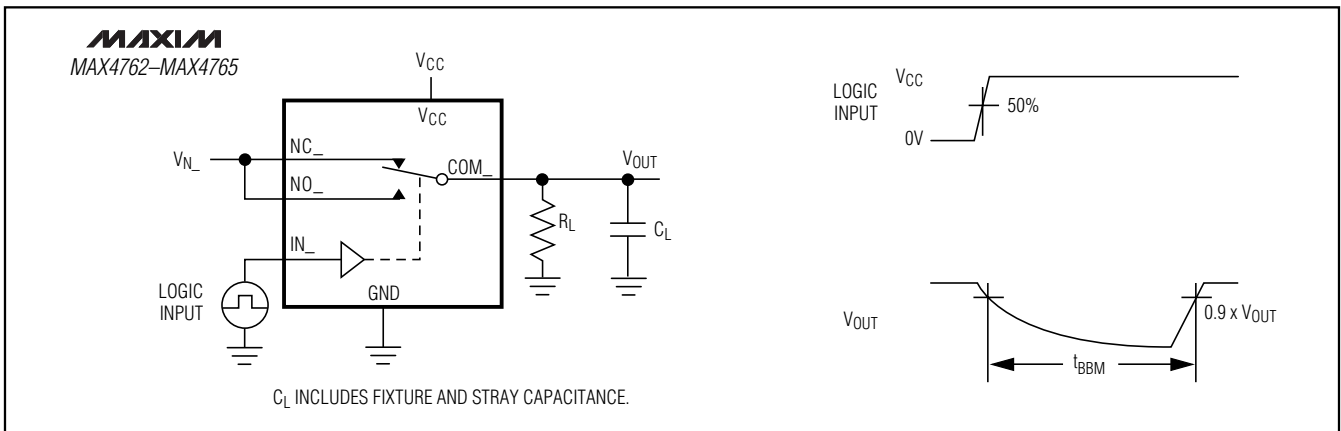 MAXIM
MAX4762–MAX4765
VCC
VCC
VN_
NC_
NO_
COM_
VOUT
RL
CL
IN_
LOGIC
INPUT
GND
CL INCLUDES FIXTURE AND STRAY CAPACITANCE.
LOGIC
INPUT
VCC
0V
50%
VOUT
0.9 x VOUT
tBBM